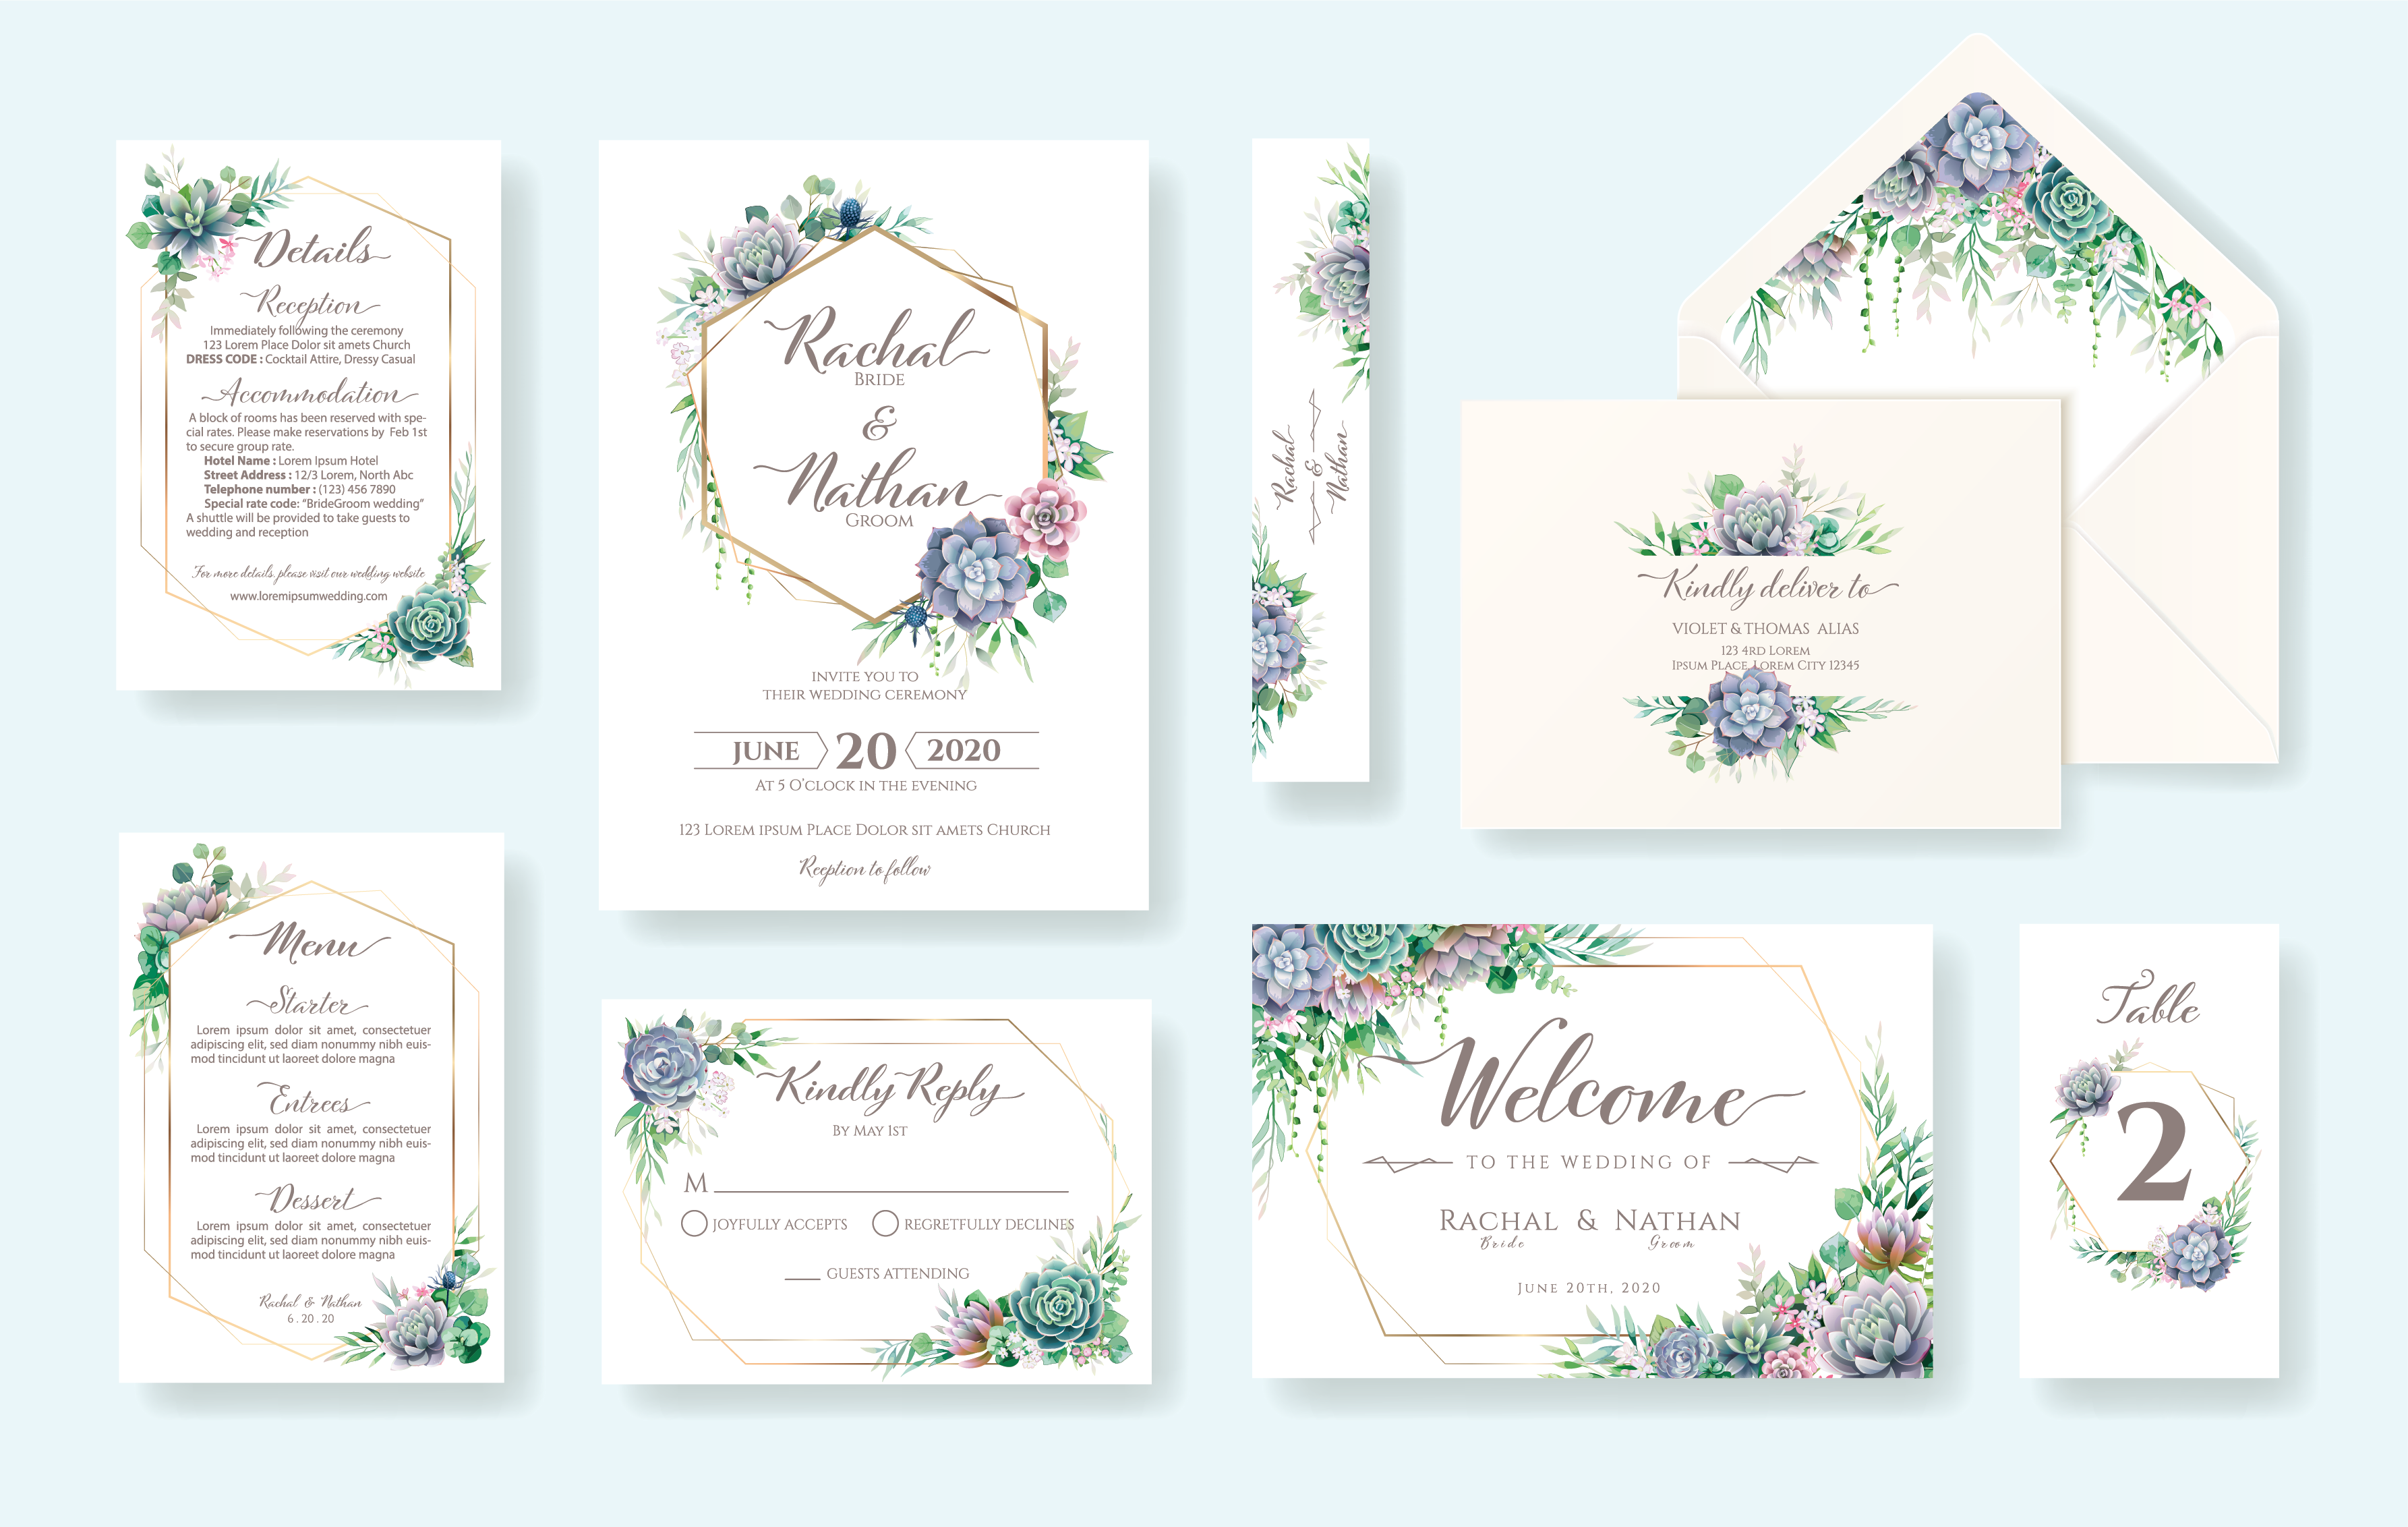 Details
Reception
Immediately following the ceremony
123 Lorem Place Dolor sit amets Church
DRESS CODE : Cocktail Attire, Dressy Casual
Accommodation
A block of rooms has been reserved with spe-
cial rates. Please make reservations by Feb 1st
to secure group rate.
Hotel Name : Lorem Ipsum Hotel
Street Address : 12/3 Lorem, North Abc
Telephone number : (123) 456 7890
Special rate code: “BrideGroom wedding”
A shuttle will be provided to take guests to
wedding and reception
For more details, please visit our wedding website
www.loremipsumwedding.com
Rachal
BRIDE
&
Nathan
GROOM
INVITE YOU TO
THEIR WEDDING CEREMONY
JUNE 20 2020
AT 5 O'CLOCK IN THE EVENING
123 LOREM IPSUM PLACE DOLOR SIT AMETS CHURCH
Reception to follow
Rachal
&
Nathan
Kindly deliver to
VIOLET & THOMAS ALIAS
123 4RD LOREM
IPSUM PLACE, LOREM CITY 12345
Menu
Starter
Lorem ipsum dolor sit amet, consectetuer
adipiscing elit, sed diam nonummy nibh euis-
mod tincidunt ut laoreet dolore magna
Entrees
Lorem ipsum dolor sit amet, consectetuer
adipiscing elit, sed diam nonummy nibh euis-
mod tincidunt ut laoreet dolore magna
Dessert
Lorem ipsum dolor sit amet, consectetuer
adipiscing elit, sed diam nonummy nibh euis-
mod tincidunt ut laoreet dolore magna
Rachal & Nathan
6 . 20 . 20
Kindly Reply
BY MAY 1ST
M
JOYFULLY ACCEPTS REGRETFULLY DECLINES
GUESTS ATTENDING
Welcome
TO THE WEDDING OF
RACHAL & NATHAN
Bride Groom
JUNE 20TH, 2020
Table
2